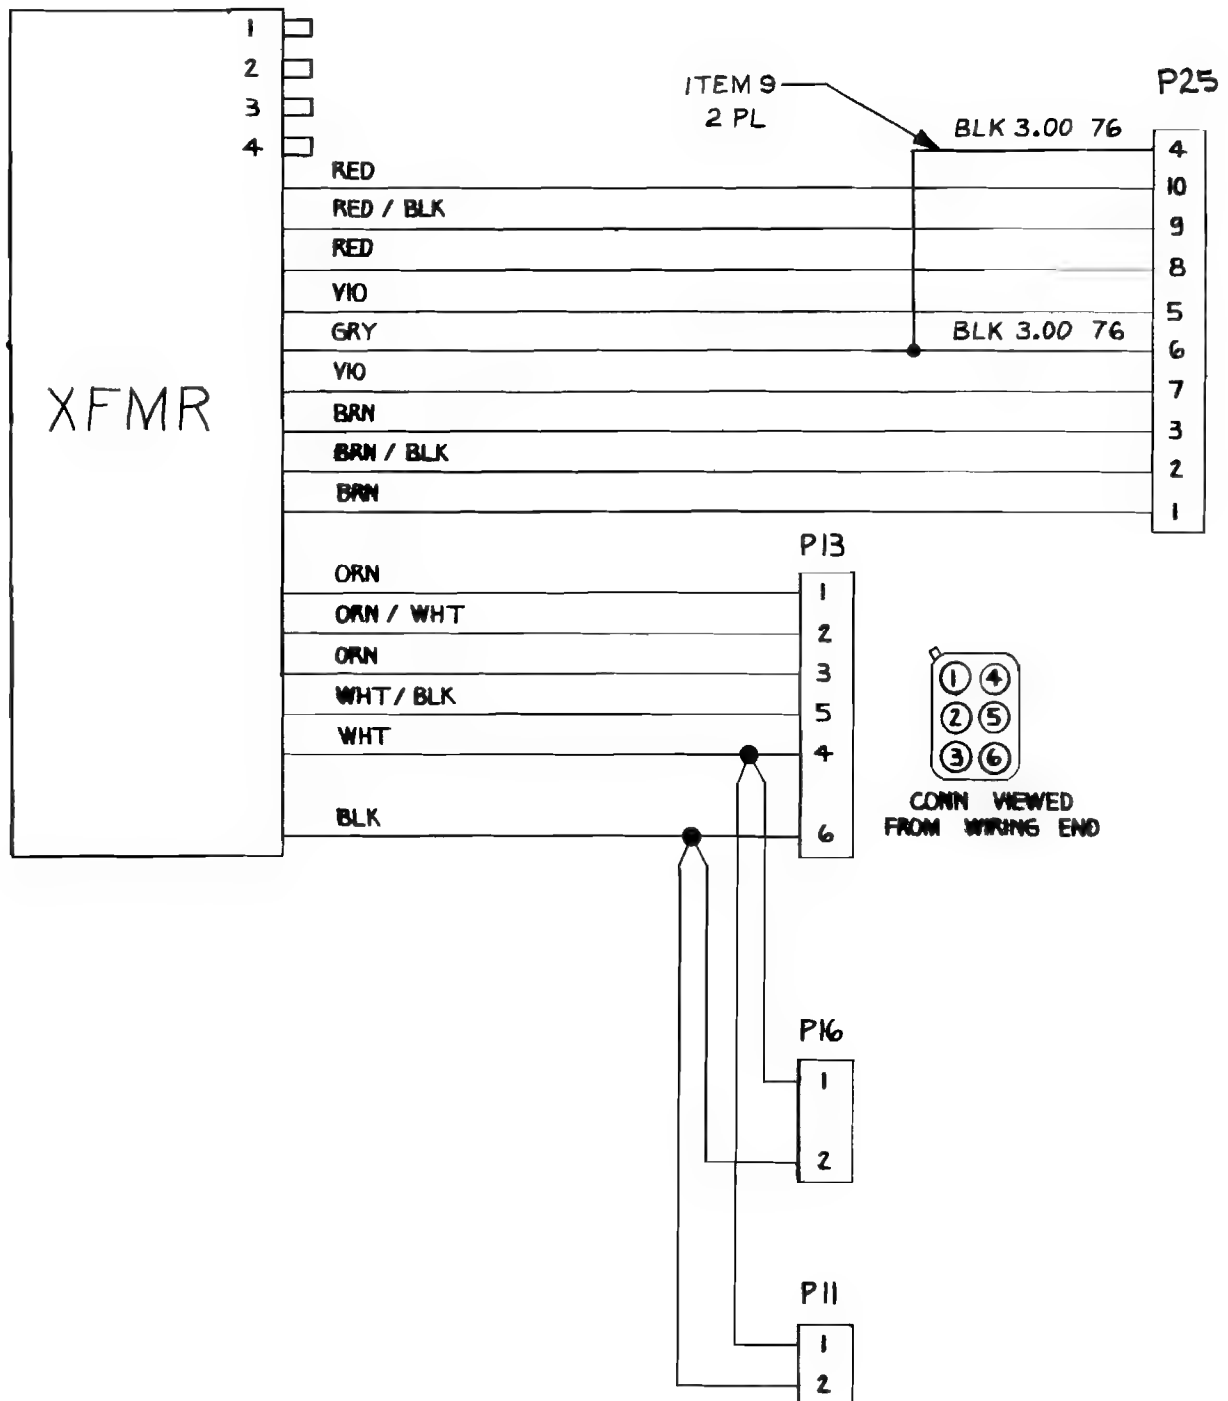 1
2
3
4
XFMR
RED
RED / BLK
RED
VIO
GRY
VIO
BRN
BRN / BLK
BRN
ITEM 9
2 PL
BLK 3.00 76
BLK 3.00 76
P25
4
10
9
8
5
6
7
3
2
1
ORN
ORN / WHT
ORN
WHT / BLK
WHT
BLK
P13
1
2
3
5
4
6
1 4
2 5
3 6
CONN VIEWED
FROM WIRING END
P16
1
2
P11
1
2